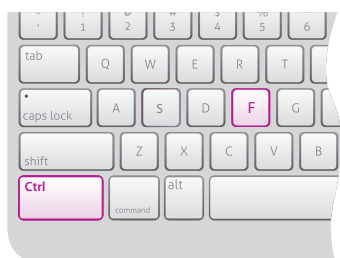 ~ ! @ # $ % 
` 1 2 3 4 5 6
tab Q W E R T
caps lock A S D F G
shift Z X C V B
Ctrl command alt